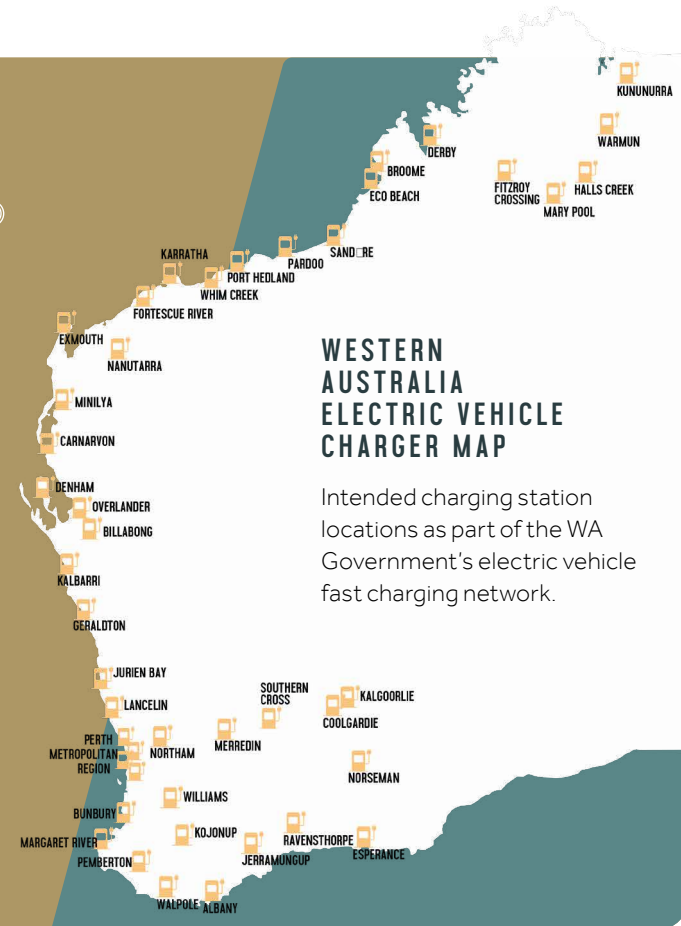 KUNUNURRA
WARMUN
DERBY
BROOME
ECO BEACH
FITZROY
CROSSING
HALLS CREEK
MARY POOL
SAND□RE
PARDOO
KARRATHA
PORT HEDLAND
WHIM CREEK
FORTESCUE RIVER
EXMOUTH
NANUTARRA
WESTERN
AUSTRALIA
ELECTRIC VEHICLE
CHARGER MAP
Intended charging station
locations as part of the WA
Government's electric vehicle
fast charging network.
MINILYA
CARNARVON
DENHAM
OVERLANDER
BILLABONG
KALBARRI
GERALDTON
JURIEN BAY
LANCELIN
SOUTHERN
CROSS
KALGOORLIE
COOLGARDIE
PERTH
METROPOLITAN
REGION
NORTHAM
MERREDIN
NORSEMAN
WILLIAMS
BUNBURY
KOJONUP
MARGARET RIVER
PEMBERTON
RAVENSTHORPE
JERRAMUNGUP
ESPERANCE
WALPOLE
ALBANY